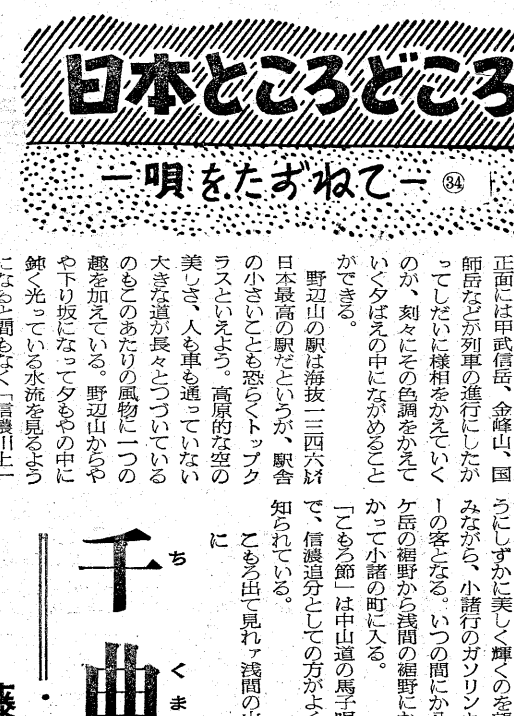 日本ところどころ
ー唄をたずねてー ㉞
正面には甲武信岳、金峰山、国
師岳などが列車の進行にしたが
ってしだいに様相をかえていく
のが、刻々にその色調をかえて
いく夕ばえの中にながめること
ができる。
野辺山の駅は海抜一三四六㍍
日本最高の駅だというが、駅舎
の小さいことも恐らくトップク
ラスといえよう。高原的な空の
美しさ、人も車も通っていない
大きな道が長々とつづいている
のもこのあたりの風物に一つの
趣を加えている。野辺山からや
や下り坂になって夕もやの中に
鈍く光っている水流を見るよう
になると間もなく「信濃川上」
うにしずかに美しく輝くのを
みながら、小諸行のガソリン
ーの客となる。いつの間にか
ケ岳の裾野から浅間の裾野に
かって小諸の町に入る。
「こもろ節」は中山道の馬子唄
で、信濃追分としての方がよく
知られている。
こもろ出て見れァ浅間の
に
千曲
ちくま